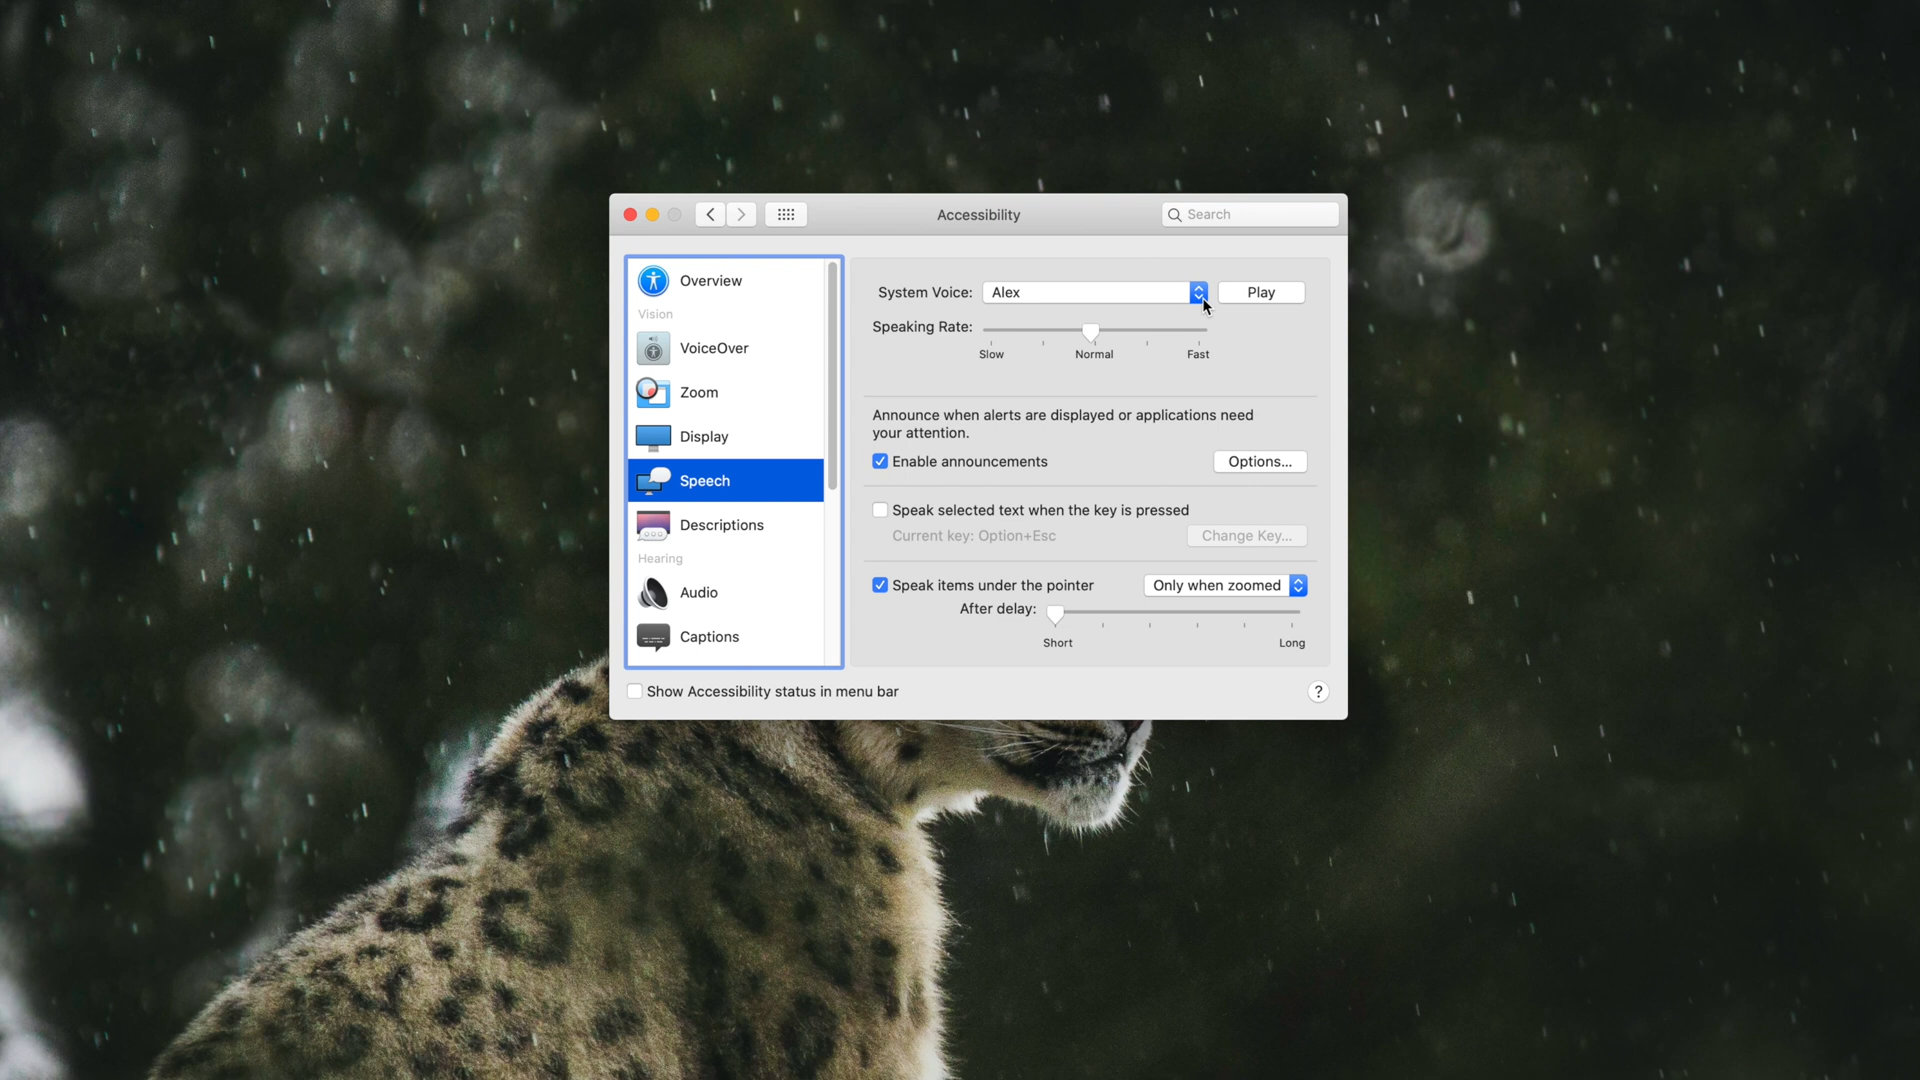 Accessibility
Search
Overview
Vision
VoiceOver
Zoom
Display
Speech
Descriptions
Hearing
Audio
Captions
System Voice: Alex Play
Speaking Rate:
Slow Normal Fast
Announce when alerts are displayed or applications need
your attention.
Enable announcements Options...
Speak selected text when the key is pressed
Current key: Option+Esc Change Key...
Speak items under the pointer Only when zoomed
After delay:
Short Long
Show Accessibility status in menu bar ?